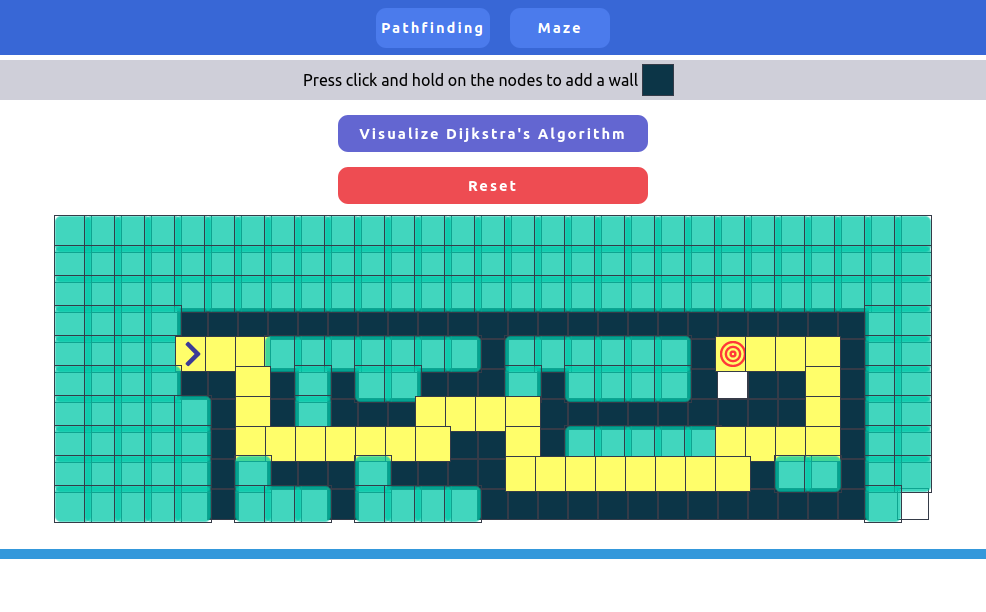 Pathfinding
Maze
Press click and hold on the nodes to add a wall
Visualize Dijkstra's Algorithm
Reset